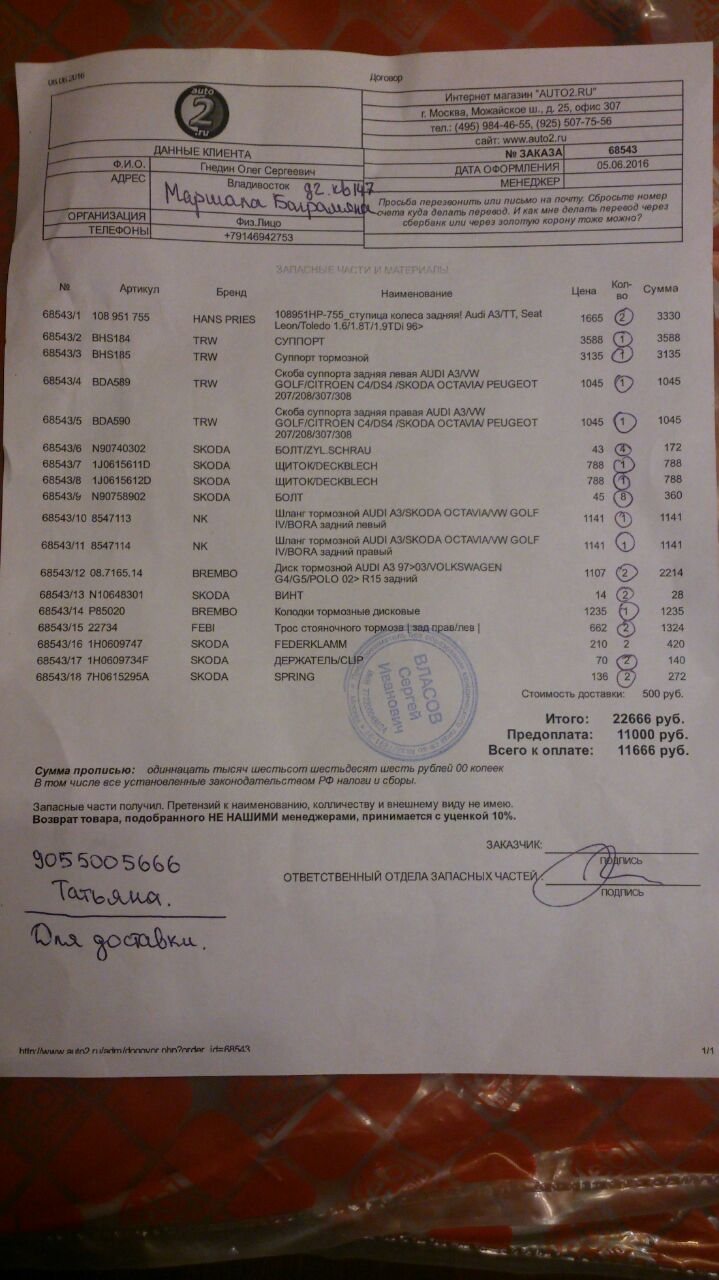 06.06.2016
Договор
auto
2
.ru
Интернет магазин "AUTO2.RU"
г. Москва, Можайское ш., д. 25, офис 307
тел.: (495) 984-46-55, (925) 507-75-56
сайт: www.auto2.ru
№ ЗАКАЗА 68543
ДАТА ОФОРМЛЕНИЯ 05.06.2016
МЕНЕДЖЕР
Просьба перезвонить или письмо на почту. Сбросьте номер
счета куда делать перевод. И как мне делать перевод через
сбербанк или через золотую корону тоже можно?
ДАННЫЕ КЛИЕНТА
Ф.И.О. Гнедин Олег Сергеевич
АДРЕС Владивосток
Маршала Баграмяна кв147
ОРГАНИЗАЦИЯ Физ.Лицо
ТЕЛЕФОНЫ +79146942753
ЗАПАСНЫЕ ЧАСТИ И МАТЕРИАЛЫ
№ Артикул Бренд Наименование Цена Кол-во Сумма
68543/1 108 951 755 HANS PRIES 108951HP-755_ступица колеса задняя! Audi A3/TT, Seat 1665 2 3330
Leon/Toledo 1.6/1.8T/1.9TDi 96>
68543/2 BHS184 TRW СУППОРТ 3588 1 3588
68543/3 BHS185 TRW Суппорт тормозной 3135 1 3135
Скоба суппорта задняя левая AUDI A3/VW
68543/4 BDA589 TRW GOLF/CITROEN C4/DS4 /SKODA OCTAVIA/ PEUGEOT 1045 1 1045
207/208/307/308
Скоба суппорта задняя правая AUDI A3/VW
68543/5 BDA590 TRW GOLF/CITROEN C4/DS4 /SKODA OCTAVIA/ PEUGEOT 1045 1 1045
207/208/307/308
68543/6 N90740302 SKODA БОЛТ/ZYL.SCHRAU 43 4 172
68543/7 1J0615611D SKODA ЩИТОК/DECKBLECH 788 1 788
68543/8 1J0615612D SKODA ЩИТОК/DECKBLECH 788 1 788
68543/9 N90758902 SKODA БОЛТ 45 8 360
68543/10 8547113 NK Шланг тормозной AUDI A3/SKODA OCTAVIA/VW GOLF 1141 1 1141
IV/BORA задний левый
68543/11 8547114 NK Шланг тормозной AUDI A3/SKODA OCTAVIA/VW GOLF 1141 1 1141
IV/BORA задний правый
68543/12 08.7165.14 BREMBO Диск тормозной AUDI A3 97>03/VOLKSWAGEN 1107 2 2214
G4/G5/POLO 02> R15 задний
68543/13 N10648301 SKODA ВИНТ 14 2 28
68543/14 P85020 BREMBO Колодки тормозные дисковые 1235 1 1235
68543/15 22734 FEBI Трос стояночного тормоза | зад прав/лев | 662 2 1324
68543/16 1H0609747 SKODA FEDERKLAMM 210 2 420
68543/17 1H0609734F SKODA ДЕРЖАТЕЛЬ/CLIP 70 2 140
68543/18 7H0615295A SKODA SPRING 136 2 272
ВЛАСОВ
Сергей
Иванович
Стоимость доставки: 500 руб.
Итого: 22666 руб.
Предоплата: 11000 руб.
Всего к оплате: 11666 руб.
Сумма прописью: одиннацать тысяч шестьсот шестьдесят шесть рублей 00 копеек
В том числе все установленные законодательством РФ налоги и сборы.
Запасные части получил. Претензий к наименованию, колличеству и внешнему виду не имею.
Возврат товара, подобранного НЕ НАШИМИ менеджерами, принимается с уценкой 10%.
ЗАКАЗЧИК:
ПОДПИСЬ
ОТВЕТСТВЕННЫЙ ОТДЕЛА ЗАПАСНЫХ ЧАСТЕЙ:
ПОДПИСЬ
9055005666
Татьяна.
Для доставки.
http://www.auto2.ru/adm/dogovor.php?order_id=68543
1/1